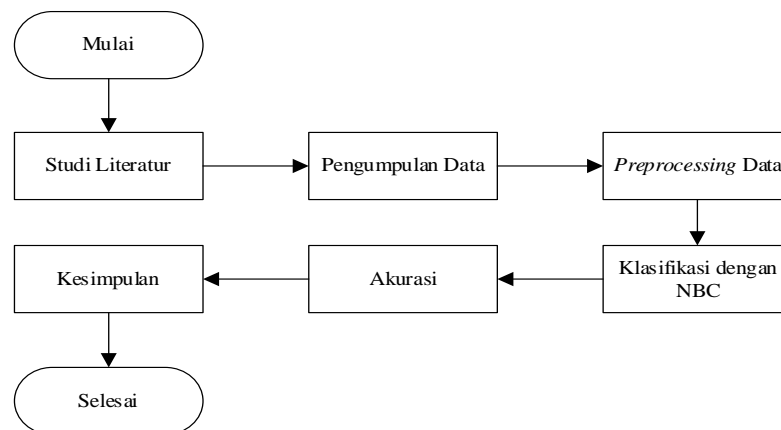 Mulai
Studi Literatur
Pengumpulan Data
Preprocessing Data
Klasifikasi dengan
NBC
Akurasi
Kesimpulan
Selesai